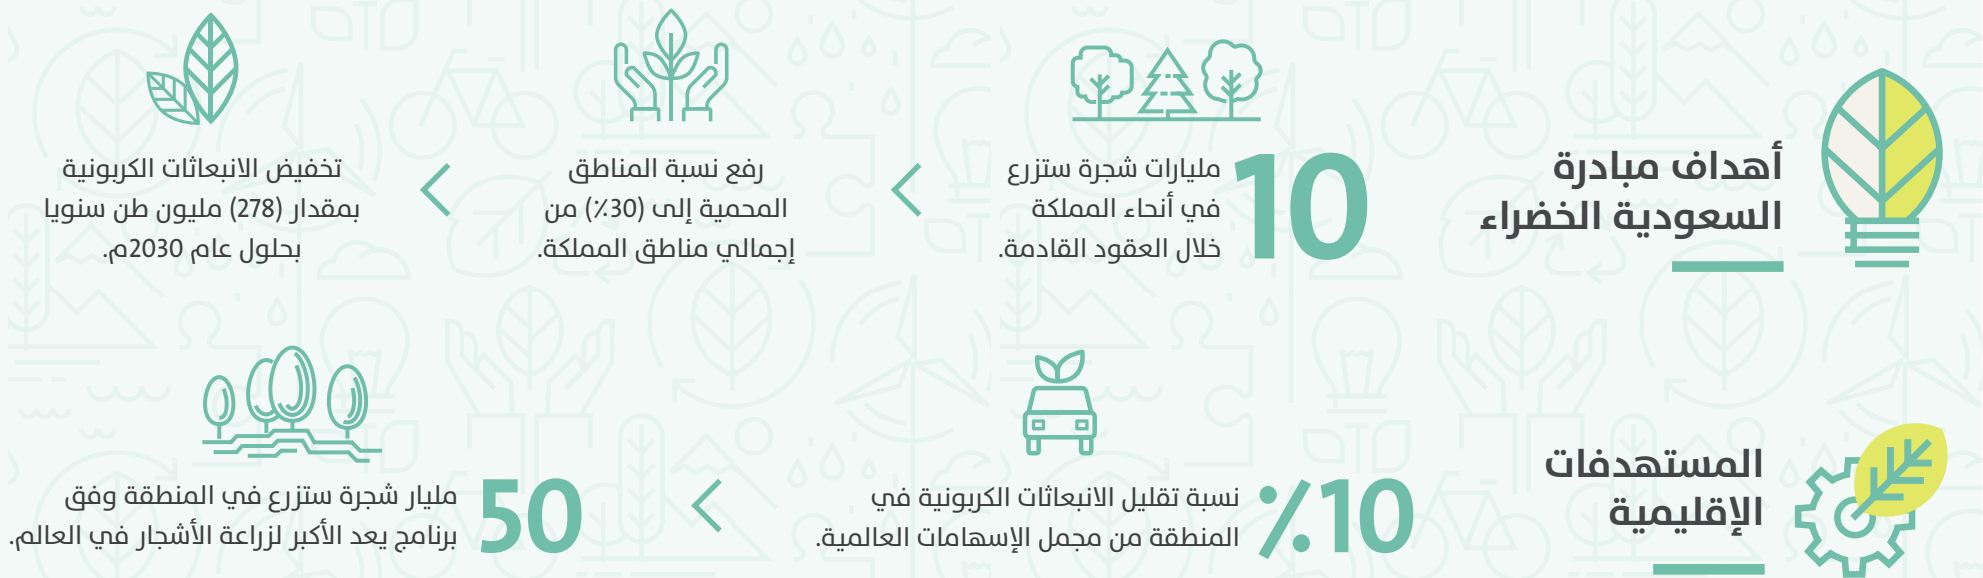 أهداف مبادرة
السعودية الخضراء
10
مليارات شجرة ستزرع
في أنحاء المملكة
خلال العقود القادمة.
رفع نسبة المناطق
المحمية إلى (30٪) من
إجمالي مناطق المملكة.
تخفيض الانبعاثات الكربونية
بمقدار (278) مليون طن سنويا
بحلول عام 2030م.
المستهدفات
الإقليمية
10٪
نسبة تقليل الانبعاثات الكربونية في
المنطقة من مجمل الإسهامات العالمية.
50
مليار شجرة ستزرع في المنطقة وفق
برنامج يعد الأكبر لزراعة الأشجار في العالم.